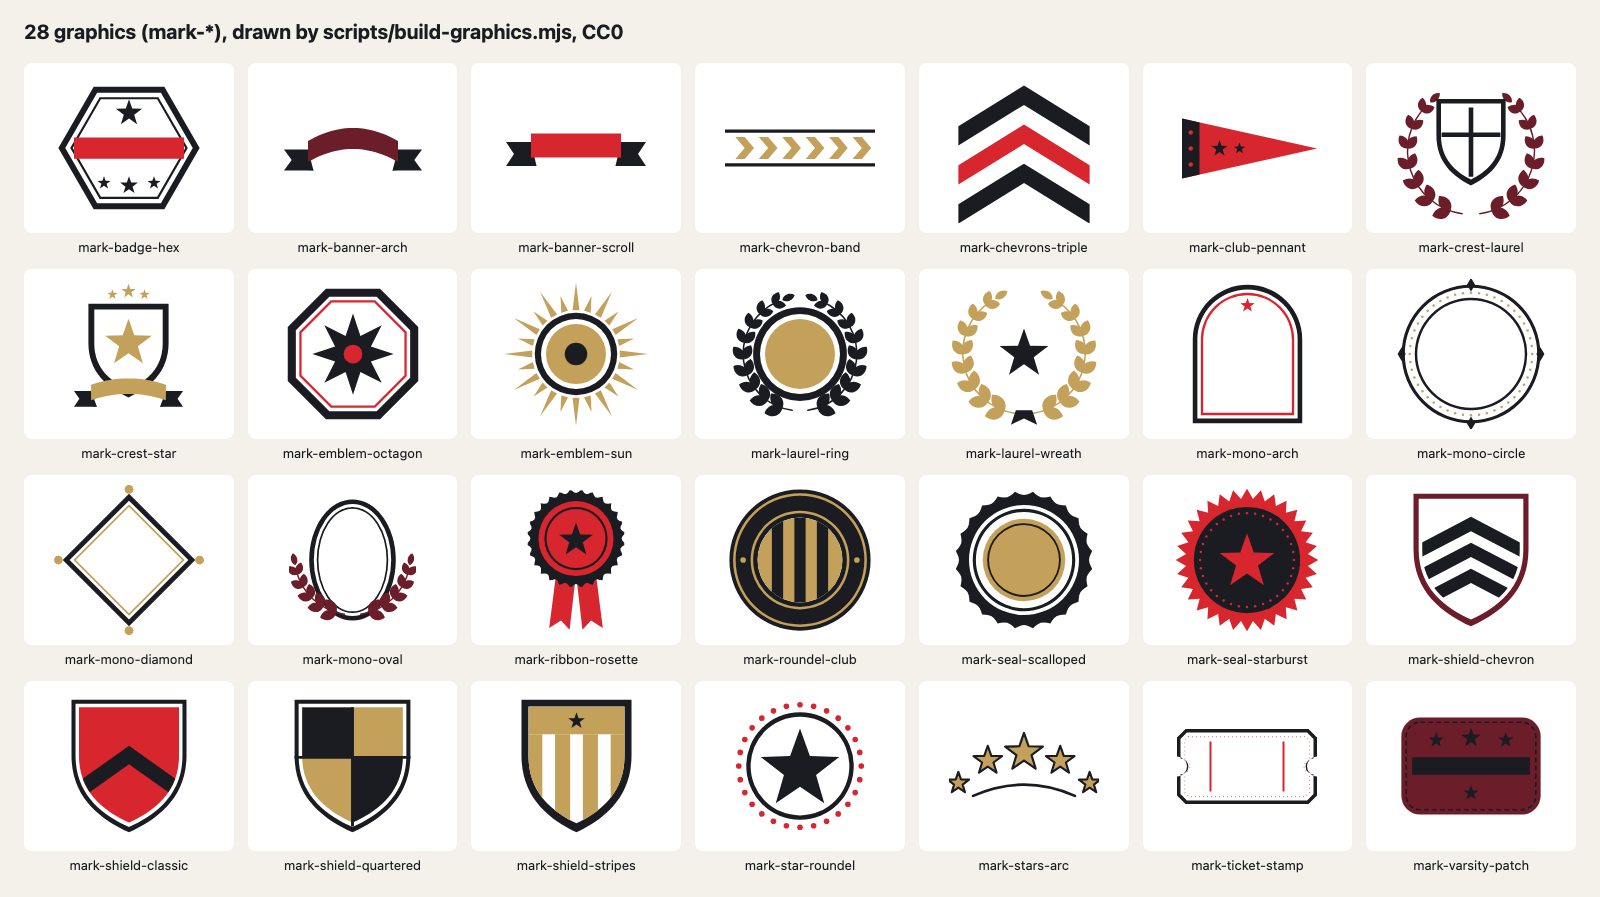 28 graphics (mark-*), drawn by scripts/build-graphics.mjs, CC0
mark-badge-hex
mark-banner-arch
mark-banner-scroll
mark-chevron-band
mark-chevrons-triple
mark-club-pennant
mark-crest-laurel
mark-crest-star
mark-emblem-octagon
mark-emblem-sun
mark-laurel-ring
mark-laurel-wreath
mark-mono-arch
mark-mono-circle
mark-mono-diamond
mark-mono-oval
mark-ribbon-rosette
mark-roundel-club
mark-seal-scalloped
mark-seal-starburst
mark-shield-chevron
mark-shield-classic
mark-shield-quartered
mark-shield-stripes
mark-star-roundel
mark-stars-arc
mark-ticket-stamp
mark-varsity-patch